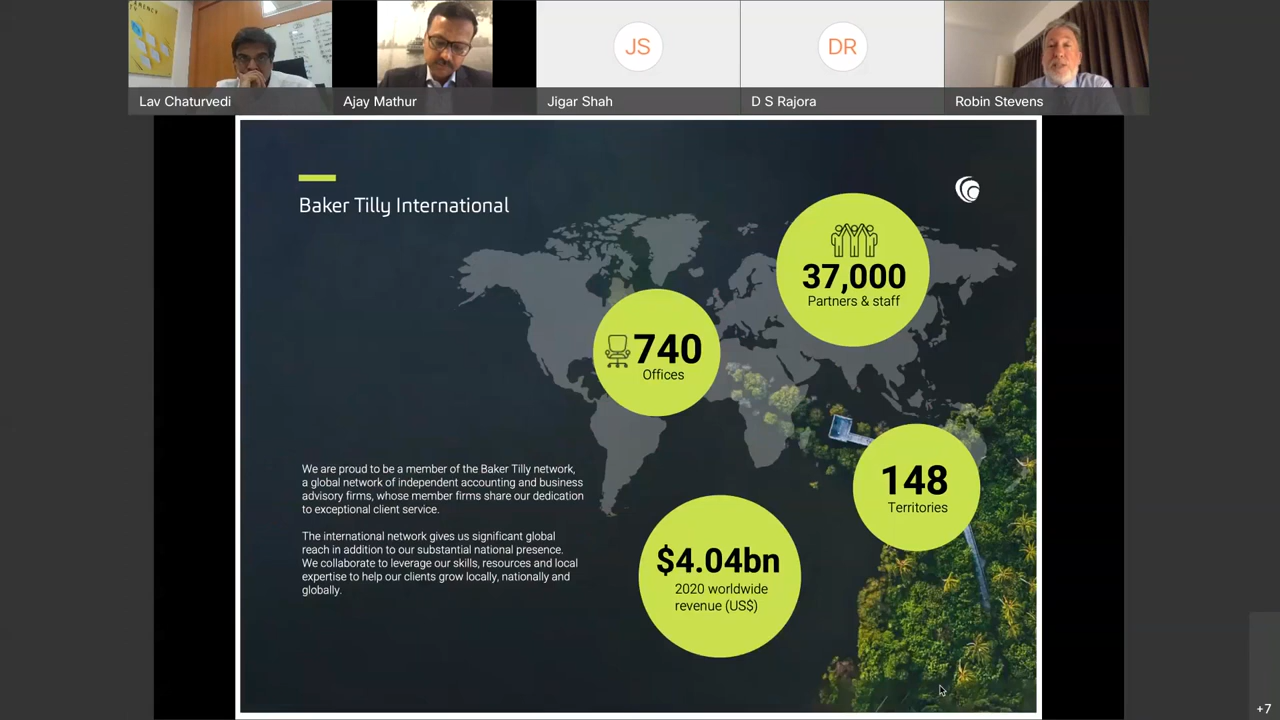 Lav Chaturvedi
Ajay Mathur
JS
Jigar Shah
DR
D S Rajora
Robin Stevens
Baker Tilly International
37,000
Partners & staff
740
Offices
148
Territories
$4.04bn
2020 worldwide
revenue (US$)
We are proud to be a member of the Baker Tilly network,
a global network of independent accounting and business
advisory firms, whose member firms share our dedication
to exceptional client service.
The international network gives us significant global
reach in addition to our substantial national presence.
We collaborate to leverage our skills, resources and local
expertise to help our clients grow locally, nationally and
globally.
+7